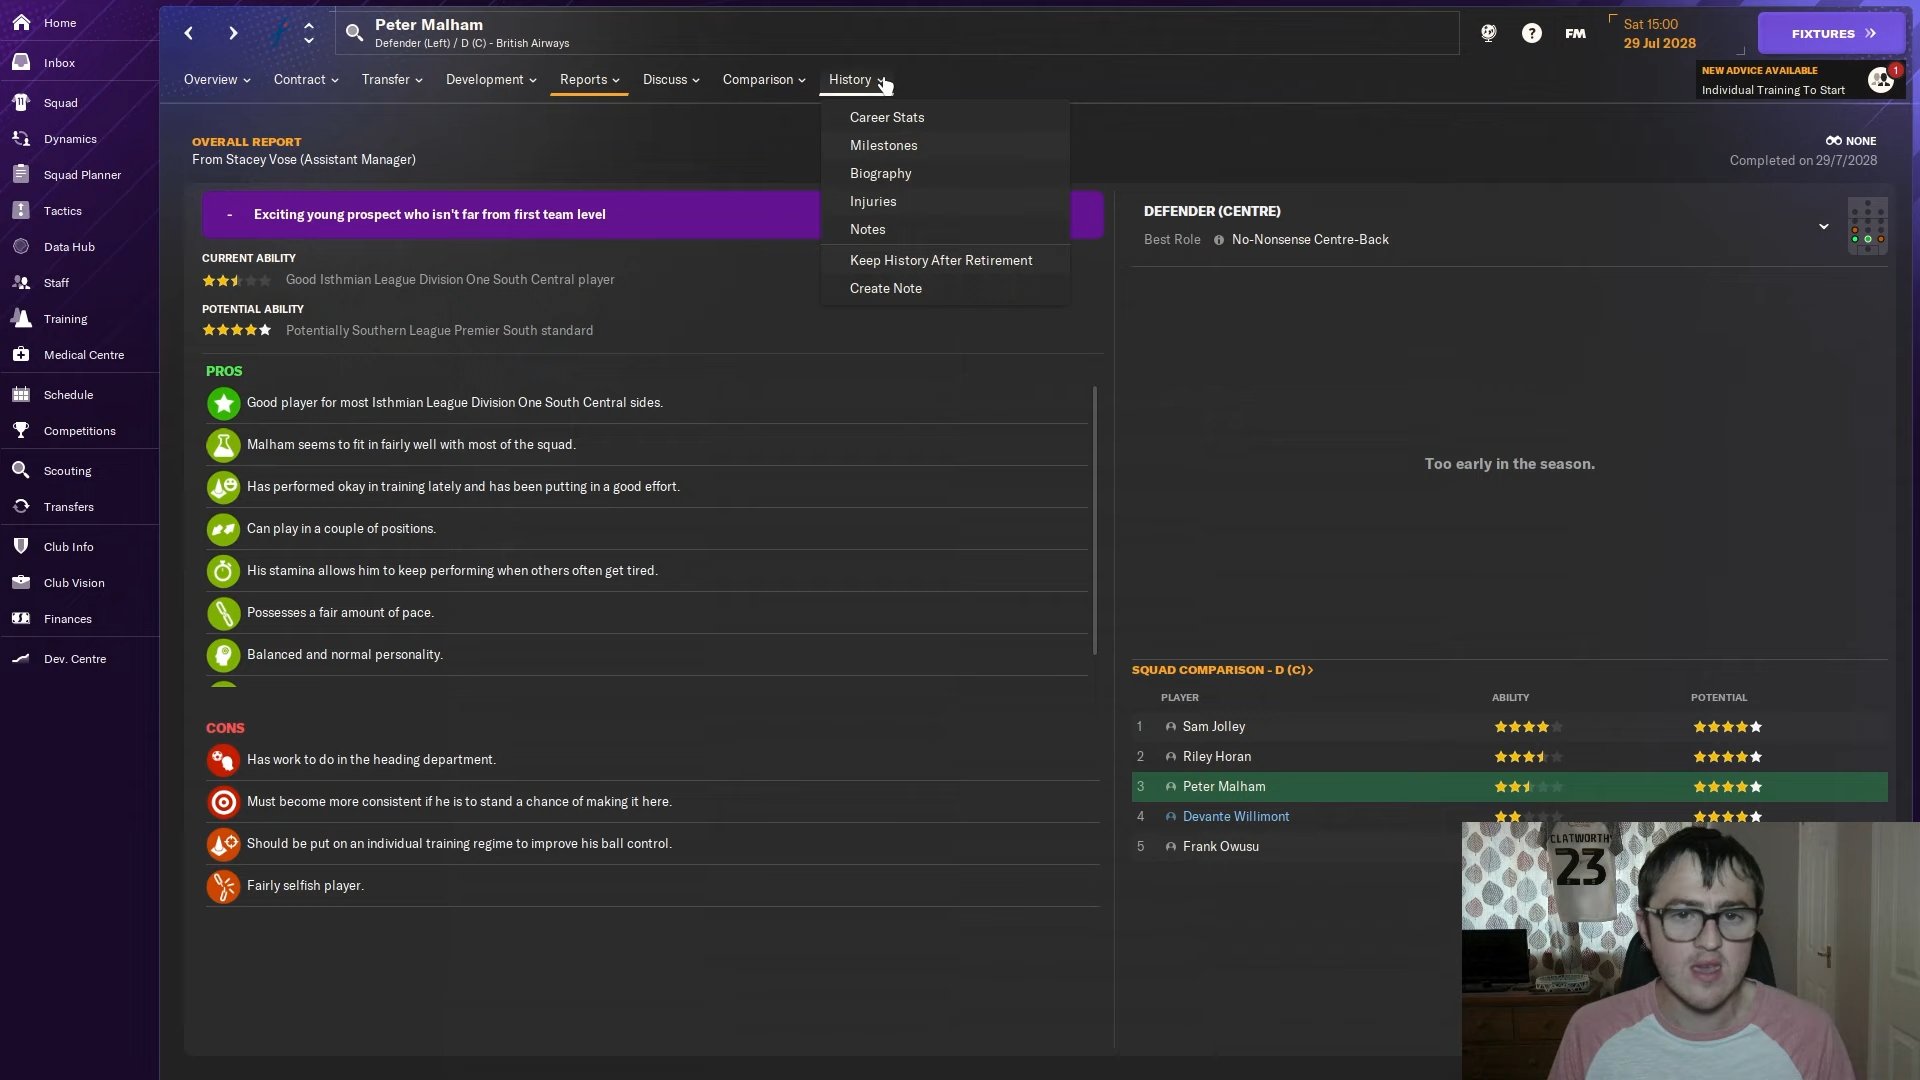 Home
Inbox
Squad
Dynamics
Squad Planner
Tactics
Data Hub
Staff
Training
Medical Centre
Schedule
Competitions
Scouting
Transfers
Club Info
Club Vision
Finances
Dev. Centre
Peter Malham
Defender (Left) / D (C) - British Airways
?
FM
Sat 15:00
29 Jul 2028
FIXTURES
Overview
Contract
Transfer
Development
Reports
Discuss
Comparison
History
NEW ADVICE AVAILABLE
Individual Training To Start
1
Career Stats
Milestones
Biography
Injuries
Notes
Keep History After Retirement
Create Note
OVERALL REPORT
From Stacey Vose (Assistant Manager)
NONE
Completed on 29/7/2028
- Exciting young prospect who isn't far from first team level
CURRENT ABILITY
Good Isthmian League Division One South Central player
POTENTIAL ABILITY
Potentially Southern League Premier South standard
PROS
Good player for most Isthmian League Division One South Central sides.
Malham seems to fit in fairly well with most of the squad.
Has performed okay in training lately and has been putting in a good effort.
Can play in a couple of positions.
His stamina allows him to keep performing when others often get tired.
Possesses a fair amount of pace.
Balanced and normal personality.
CONS
Has work to do in the heading department.
Must become more consistent if he is to stand a chance of making it here.
Should be put on an individual training regime to improve his ball control.
Fairly selfish player.
DEFENDER (CENTRE)
Best Role No-Nonsense Centre-Back
Too early in the season.
SQUAD COMPARISON - D (C) >
PLAYER ABILITY POTENTIAL
1 Sam Jolley
2 Riley Horan
3 Peter Malham
4 Devante Willimont
5 Frank Owusu
CLATWORTHY
23